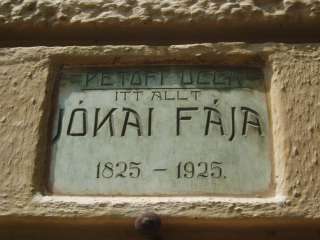 PETŐFI UCCA
ITT ÁLLT
JÓKAI FÁJA
1825 - 1925.